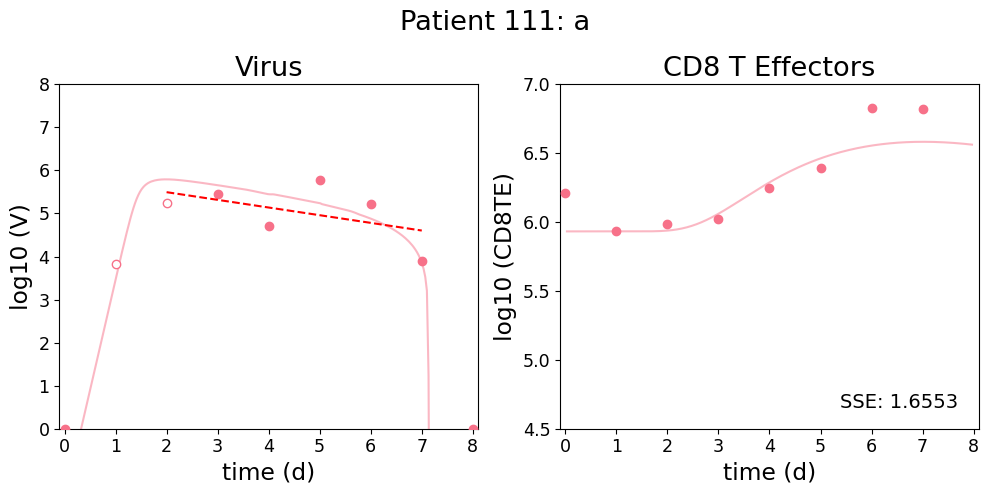 Patient 111: a
Virus
CD8 T Effectors
log10 (V)
8
7
6
5
4
3
2
1
0
0 1 2 3 4 5 6 7 8
time (d)
log10 (CD8TE)
7.0
6.5
6.0
5.5
5.0
4.5
SSE: 1.6553
0 1 2 3 4 5 6 7 8
time (d)